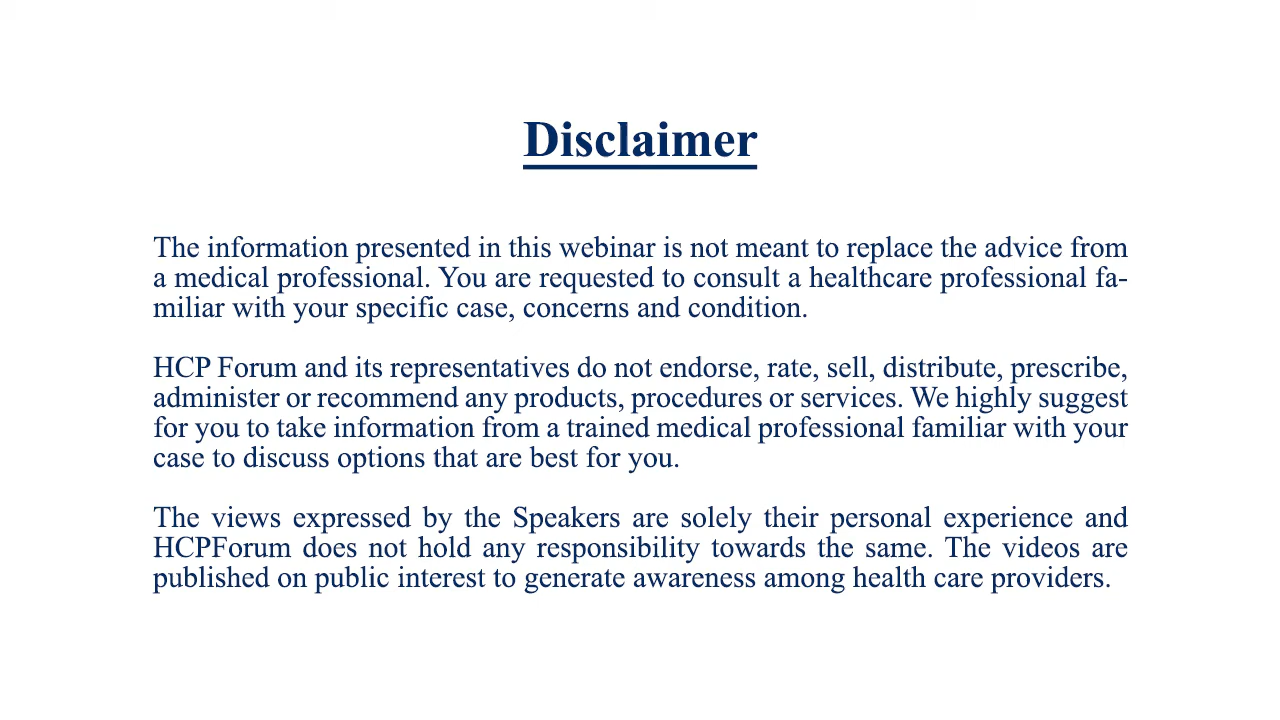 Disclaimer
The information presented in this webinar is not meant to replace the advice from
a medical professional. You are requested to consult a healthcare professional fa-
miliar with your specific case, concerns and condition.
HCP Forum and its representatives do not endorse, rate, sell, distribute, prescribe,
administer or recommend any products, procedures or services. We highly suggest
for you to take information from a trained medical professional familiar with your
case to discuss options that are best for you.
The views expressed by the Speakers are solely their personal experience and
HCPForum does not hold any responsibility towards the same. The videos are
published on public interest to generate awareness among health care providers.